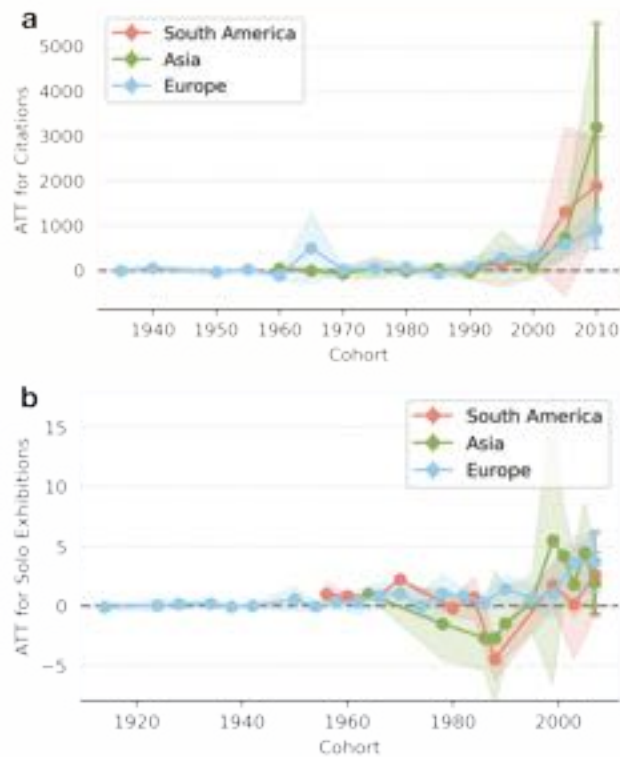 a
South America
Asia
Europe
ATT for Citations
5000
4000
3000
2000
1000
0
1940 1950 1960 1970 1980 1990 2000 2010
Cohort
b
South America
Asia
Europe
ATT for Solo Exhibitions
15
10
5
0
−5
1920 1940 1960 1980 2000
Cohort